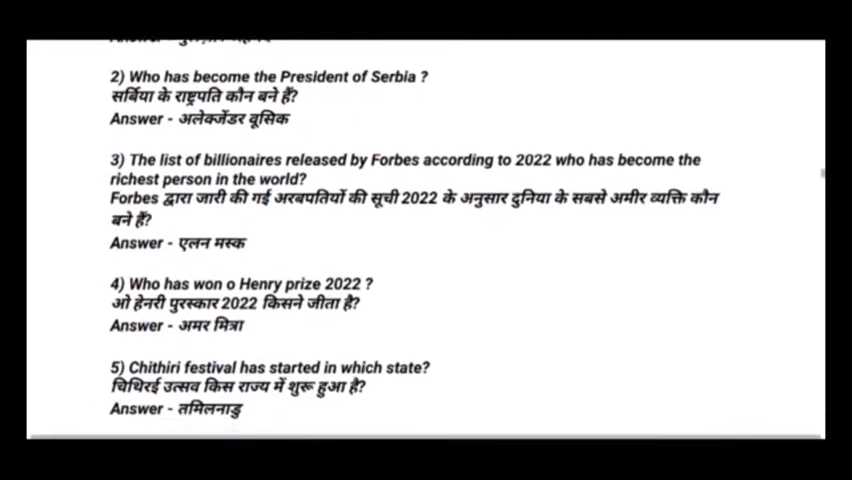 2) Who has become the President of Serbia ?
सर्बिया के राष्ट्रपति कौन बने हैं?
Answer - अलेक्जेंडर वूसिक
3) The list of billionaires released by Forbes according to 2022 who has become the
richest person in the world?
Forbes द्वारा जारी की गई अरबपतियों की सूची 2022 के अनुसार दुनिया के सबसे अमीर व्यक्ति कौन
बने हैं?
Answer - एलन मस्क
4) Who has won o Henry prize 2022 ?
ओ हेनरी पुरस्कार 2022 किसने जीता है?
Answer - अमर मित्रा
5) Chithiri festival has started in which state?
चिथिरई उत्सव किस राज्य में शुरू हुआ है?
Answer - तमिलनाडु